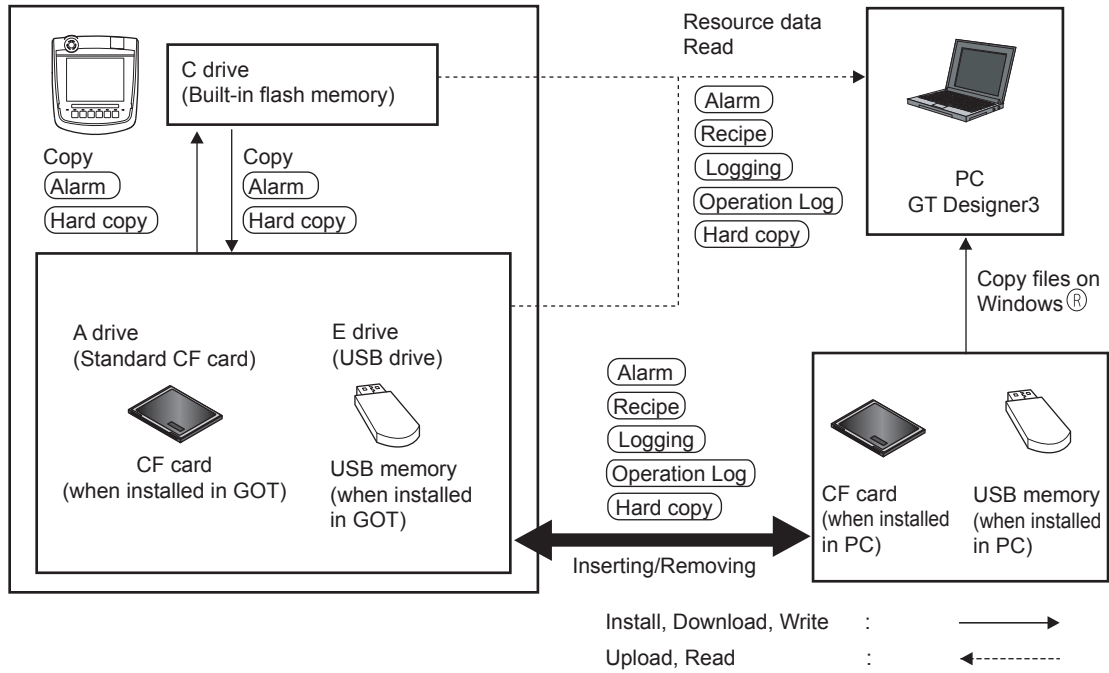 C drive
(Built-in flash memory)
Copy
Alarm
Hard copy
Copy
Alarm
Hard copy
A drive
(Standard CF card)
CF card
(when installed in GOT)
E drive
(USB drive)
USB memory
(when installed
in GOT)
Resource data
Read
Alarm
Recipe
Logging
Operation Log
Hard copy
PC
GT Designer3
Copy files on
Windows®
Alarm
Recipe
Logging
Operation Log
Hard copy
Inserting/Removing
CF card
(when installed
in PC)
USB memory
(when installed
in PC)
Install, Download, Write :
Upload, Read :